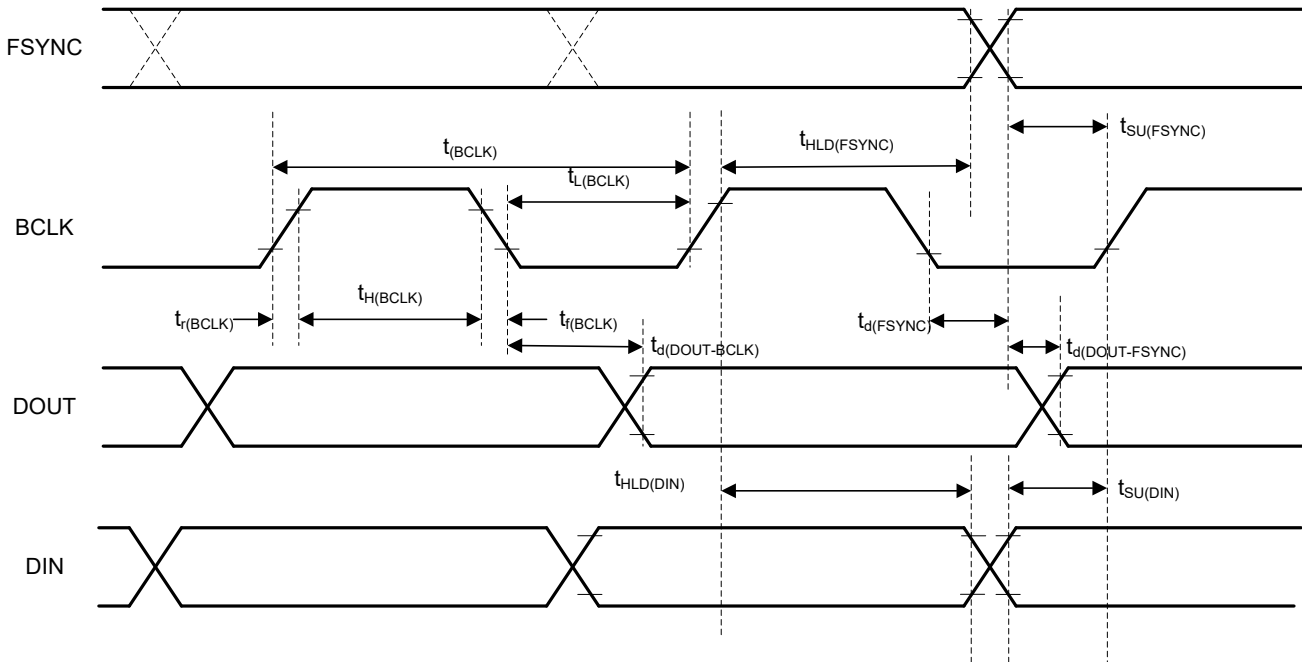 FSYNC
tSU(FSYNC)
tHLD(FSYNC)
t(BCLK)
tL(BCLK)
BCLK
tH(BCLK)
tr(BCLK)
tf(BCLK)
td(FSYNC)
td(DOUT-BCLK)
td(DOUT-FSYNC)
DOUT
tHLD(DIN)
tSU(DIN)
DIN